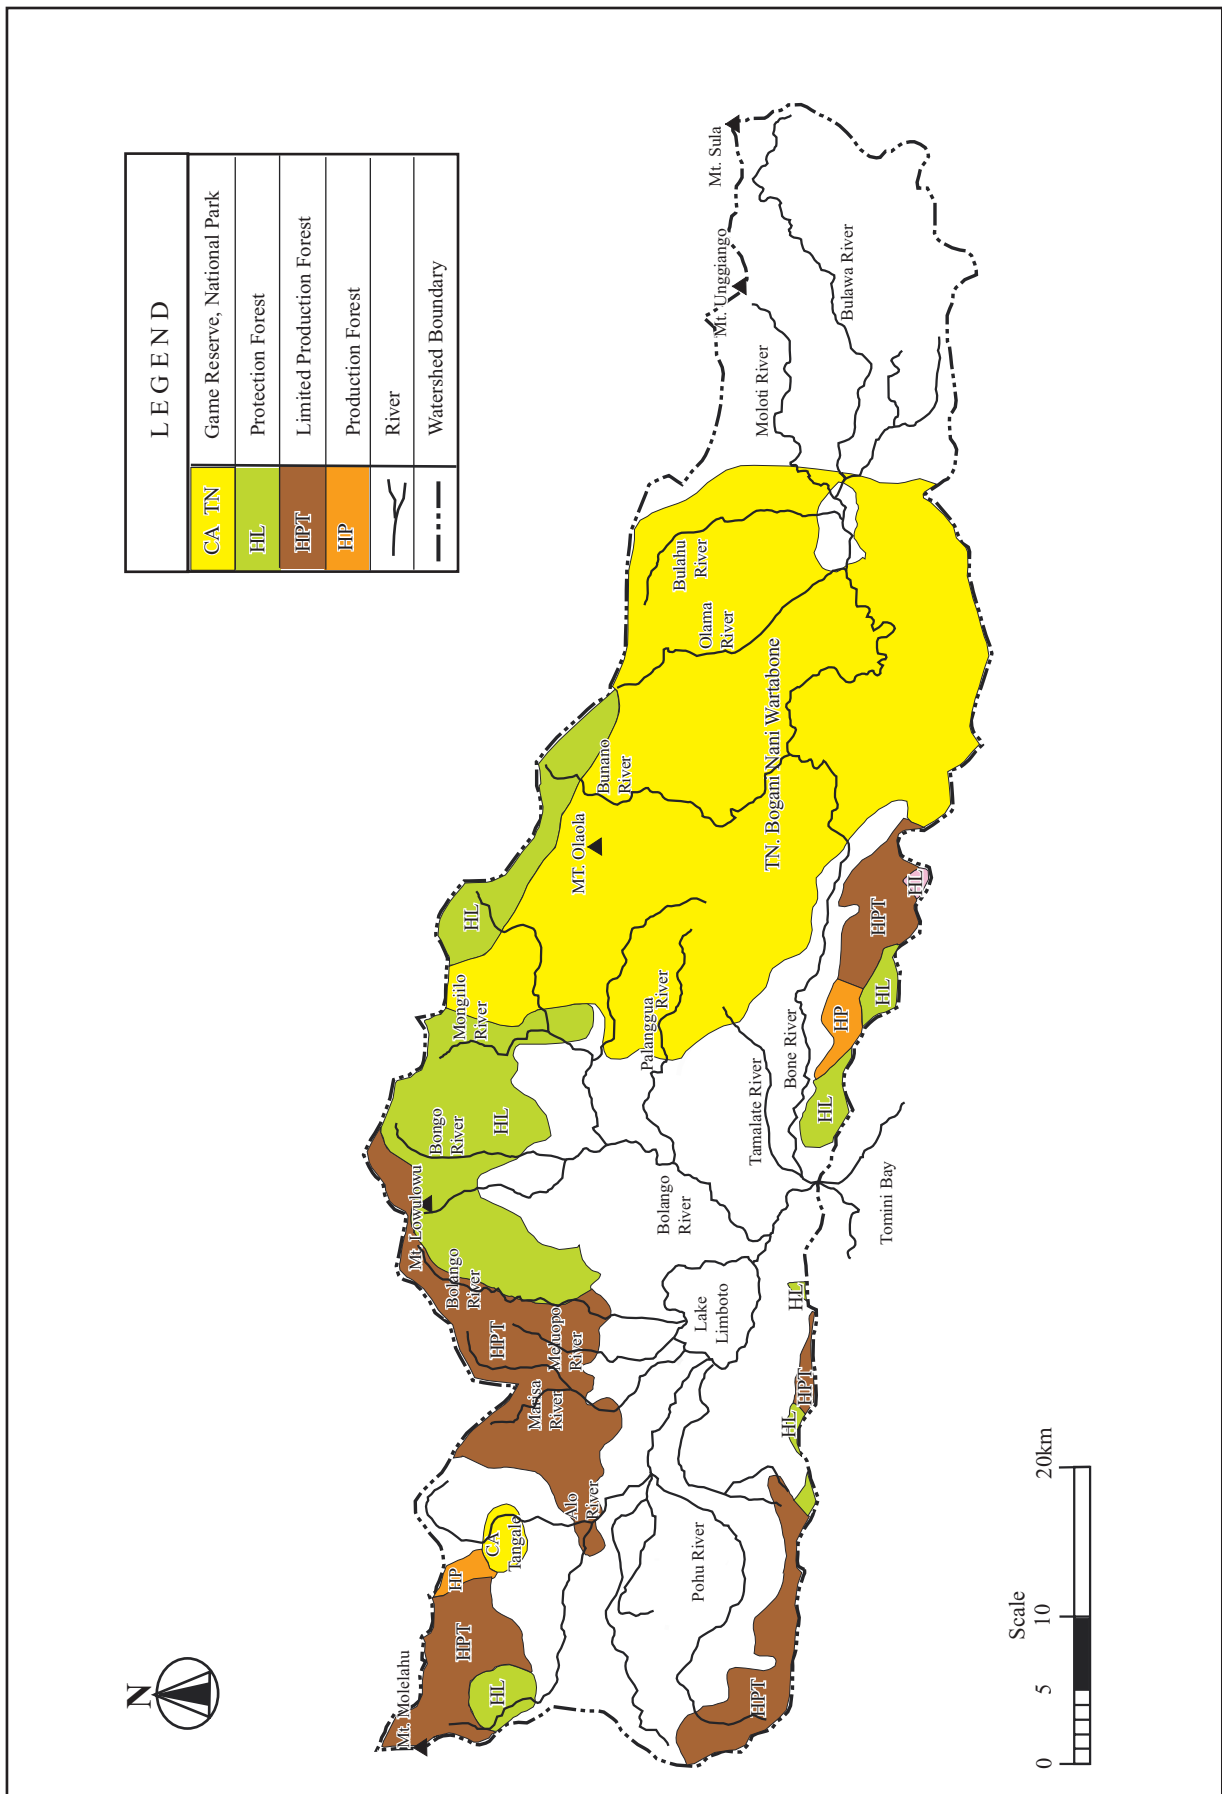 LEGEND
CA TN
Game Reserve, National Park
HL
Protection Forest
HPT
Limited Production Forest
HP
Production Forest
River
Watershed Boundary
N
Mt. Molelahu
HPT
HL
HP
CA
Tangale
Alo
River
Marisa
River
HPT
Meluopo
River
Bolango
River
Mt. Lowulowu
Bongo
River
HL
Mongiilo
River
HL
MT. Olaola
Bunano
River
Olama
River
Bulahu
River
Mt. Unggiango
Mt. Sula
Moloti River
Bulawa River
TN. Bogani Nani Wartabone
Palanggua
River
Tamalate River
Bone River
Bolango
River
Lake
Limboto
Pohu River
HPT
HL
HPT
HL
HL
HP
HL
HPT
HL
Tomini Bay
Scale
0
5
10
20km